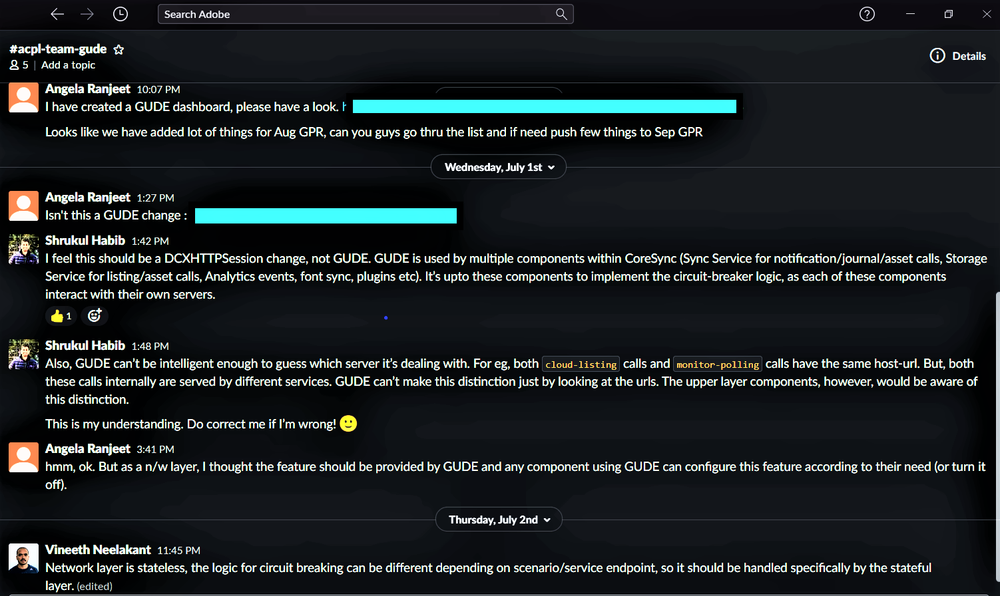 Search Adobe
#acpl-team-gude
5 | Add a topic
Details
Angela Ranjeet 10:07 PM
I have created a GUDE dashboard, please have a look. h
Looks like we have added lot of things for Aug GPR, can you guys go thru the list and if need push few things to Sep GPR
Wednesday, July 1st
Angela Ranjeet 1:27 PM
Isn't this a GUDE change :
Shrukul Habib 1:42 PM
I feel this should be a DCXHTTPSession change, not GUDE. GUDE is used by multiple components within CoreSync (Sync Service for notification/journal/asset calls, Storage
Service for listing/asset calls, Analytics events, font sync, plugins etc). It's upto these components to implement the circuit-breaker logic, as each of these components
interact with their own servers.
1
Shrukul Habib 1:48 PM
Also, GUDE can't be intelligent enough to guess which server it's dealing with. For eg, both cloud-listing calls and monitor-polling calls have the same host-url. But, both
these calls internally are served by different services. GUDE can't make this distinction just by looking at the urls. The upper layer components, however, would be aware of
this distinction.
This is my understanding. Do correct me if I'm wrong! 🙂
Angela Ranjeet 3:41 PM
hmm, ok. But as a n/w layer, I thought the feature should be provided by GUDE and any component using GUDE can configure this feature according to their need (or turn it
off).
Thursday, July 2nd
Vineeth Neelakant 11:45 PM
Network layer is stateless, the logic for circuit breaking can be different depending on scenario/service endpoint, so it should be handled specifically by the stateful
layer. (edited)